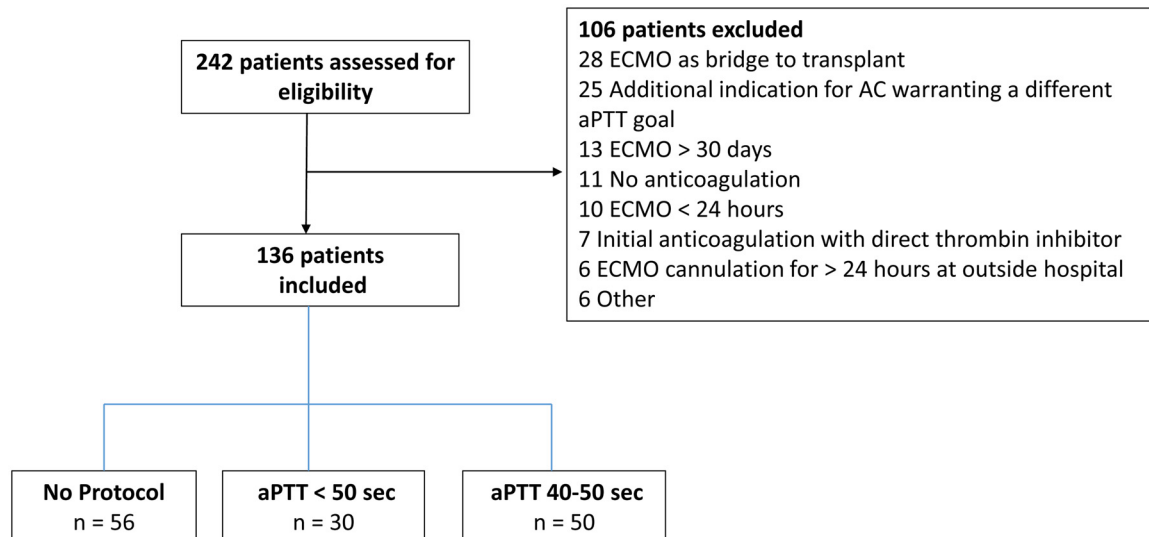 242 patients assessed for
eligibility
106 patients excluded
28 ECMO as bridge to transplant
25 Additional indication for AC warranting a different
aPTT goal
13 ECMO > 30 days
11 No anticoagulation
10 ECMO < 24 hours
7 Initial anticoagulation with direct thrombin inhibitor
6 ECMO cannulation for > 24 hours at outside hospital
6 Other
136 patients
included
No Protocol
n = 56
aPTT < 50 sec
n = 30
aPTT 40-50 sec
n = 50